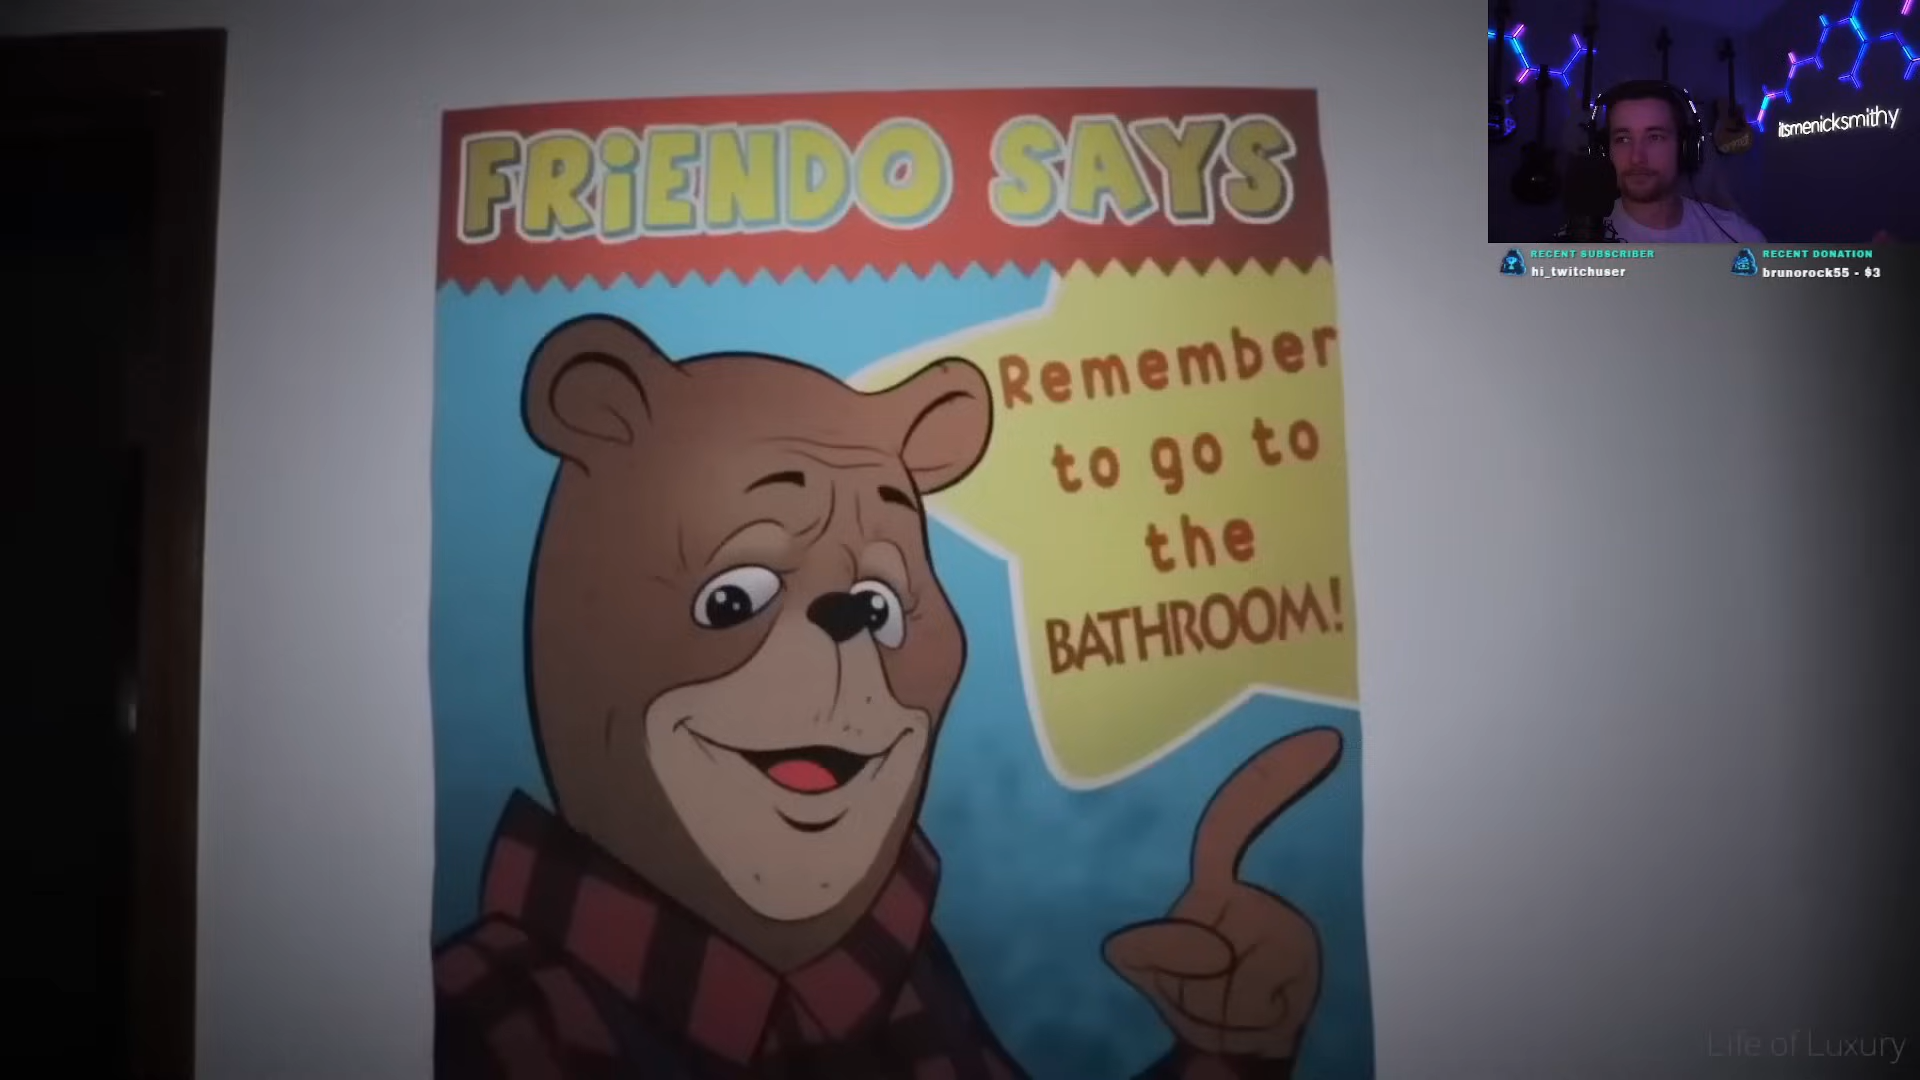 FRiENDO SAYS
Remember
to go to
the
BATHROOM!
itsmenicksmithy
RECENT SUBSCRIBER
hi_twitchuser
RECENT DONATION
brunorock55 - $3
Life of Luxury